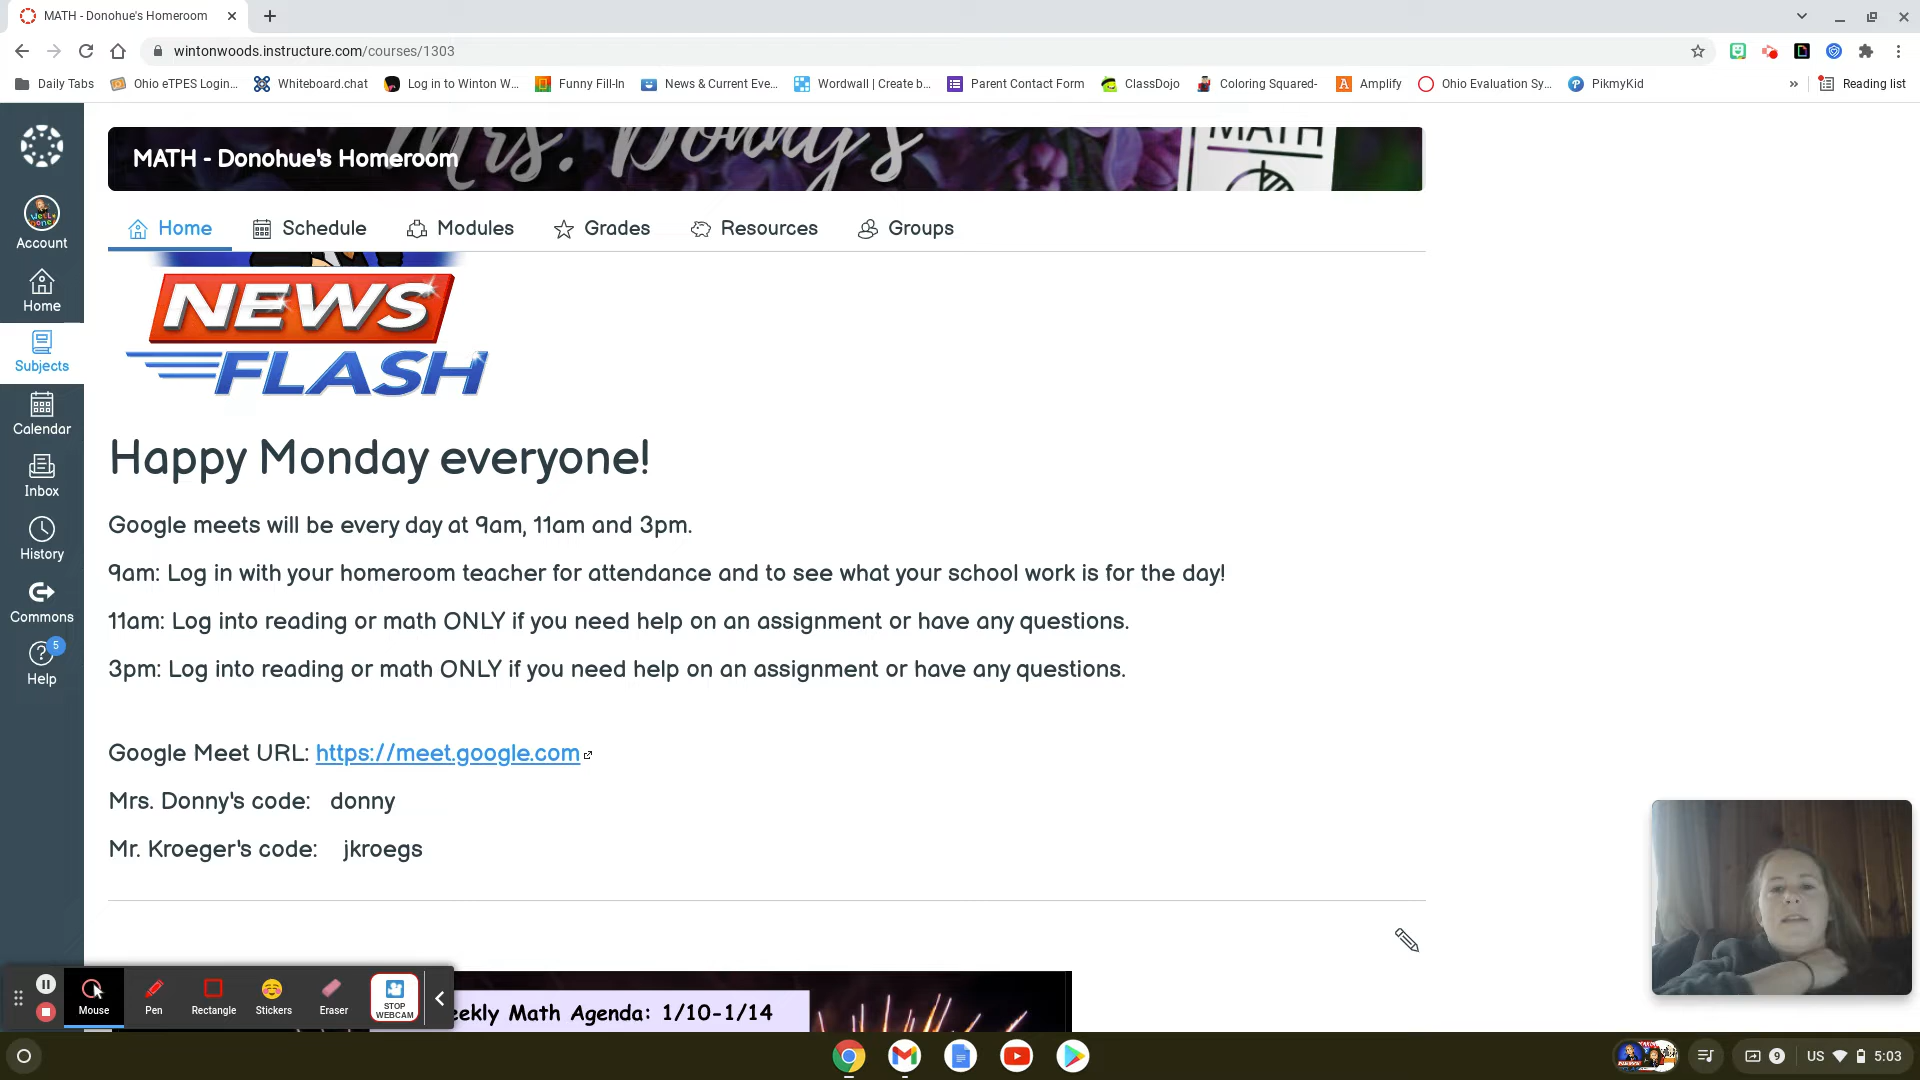 MATH - Donohue's Homeroom
wintonwoods.instructure.com/courses/1303
Daily Tabs Ohio eTPES Login... Whiteboard.chat Log in to Winton W... Funny Fill-In News & Current Eve... Wordwall | Create b... Parent Contact Form ClassDojo Coloring Squared- Amplify Ohio Evaluation Sy... PikmyKid » Reading list
Mrs. Donny's
MATH
MATH - Donohue's Homeroom
Account
Home
Subjects
Calendar
Inbox
History
Commons
5
Help
Home Schedule Modules Grades Resources Groups
NEWS
FLASH
Happy Monday everyone!
Google meets will be every day at 9am, 11am and 3pm.
9am: Log in with your homeroom teacher for attendance and to see what your school work is for the day!
11am: Log into reading or math ONLY if you need help on an assignment or have any questions.
3pm: Log into reading or math ONLY if you need help on an assignment or have any questions.
Google Meet URL: https://meet.google.com
Mrs. Donny's code: donny
Mr. Kroeger's code: jkroegs
eekly Math Agenda: 1/10-1/14
Mouse Pen Rectangle Stickers Eraser STOP WEBCAM
9 US 5:03